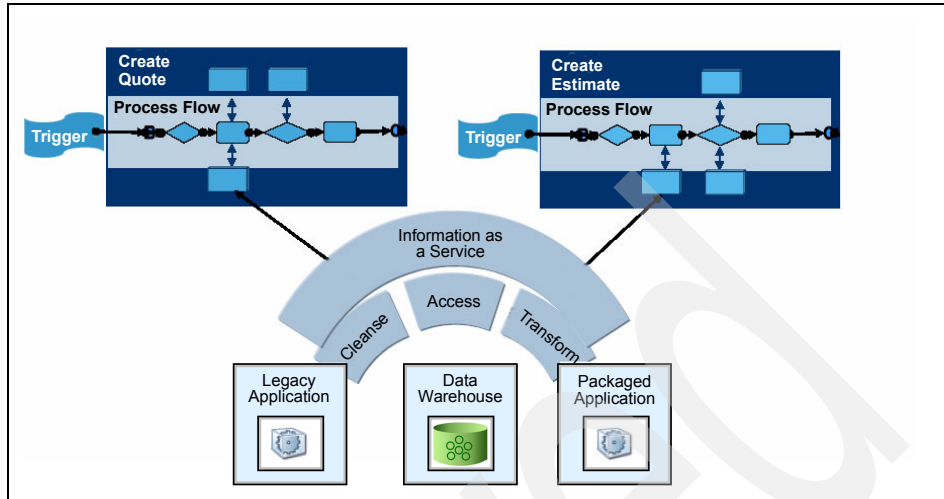 Create
Quote
Process Flow
Trigger
Create
Estimate
Process Flow
Trigger
Information as
a Service
Cleanse
Access
Transform
Legacy
Application
Data
Warehouse
Packaged
Application